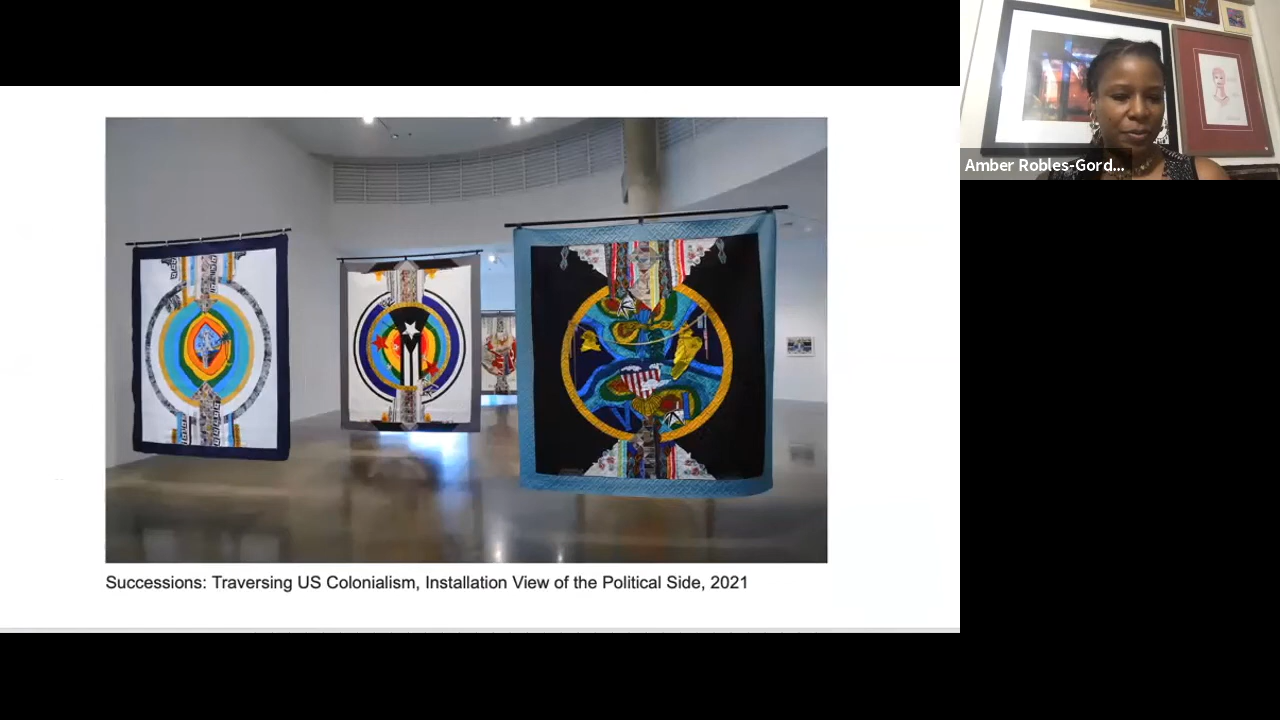 Amber Robles-Gord...
Successions: Traversing US Colonialism, Installation View of the Political Side, 2021